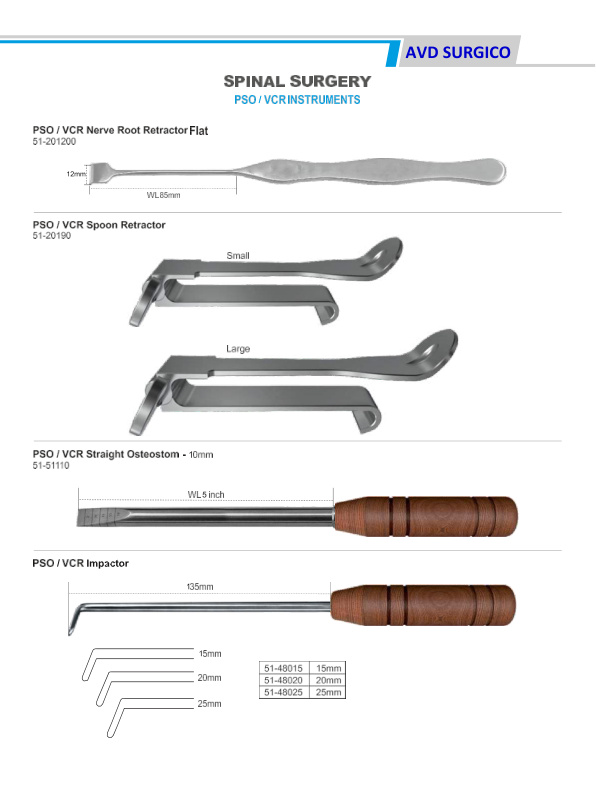 AVD SURGICO
SPINAL SURGERY
PSO / VCR INSTRUMENTS
PSO / VCR Nerve Root Retractor Flat
51-201200
12mm
WL85mm
PSO / VCR Spoon Retractor
51-20190
Small
Large
PSO / VCR Straight Osteostom - 10mm
51-51110
WL5 inch
PSO / VCR Impactor
135mm
15mm
20mm
25mm
51-48015 15mm
51-48020 20mm
51-48025 25mm